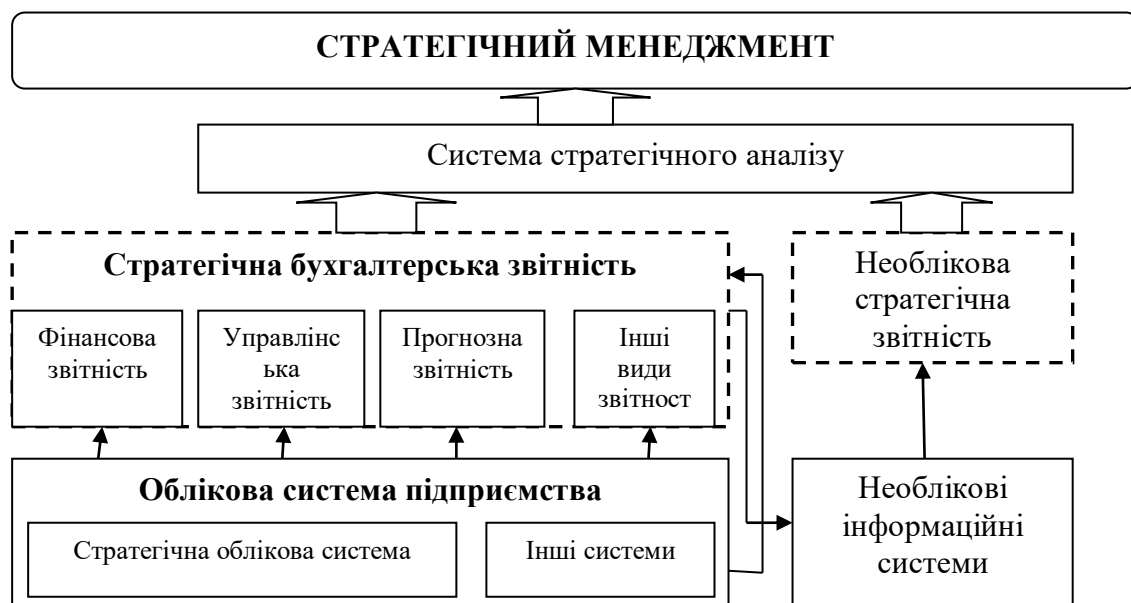 СТРАТЕГІЧНИЙ МЕНЕДЖМЕНТ
Система стратегічного аналізу
Стратегічна бухгалтерська звітність
Фінансова
звітність
Управлінс
ька
звітність
Прогнозна
звітність
Інші
види
звітност
Необлікова
стратегічна
звітність
Облікова система підприємства
Стратегічна облікова система
Інші системи
Необлікові
інформаційні
системи